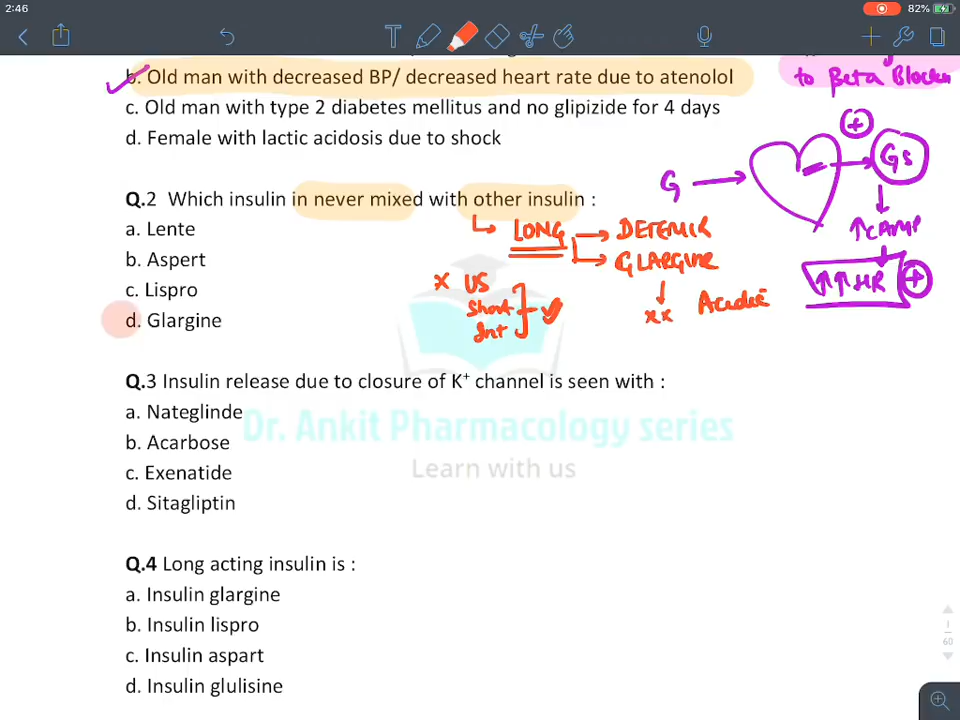 2:46
82%
b. Old man with decreased BP/ decreased heart rate due to atenolol
to Beta Blocke
c. Old man with type 2 diabetes mellitus and no glipizide for 4 days
d. Female with lactic acidosis due to shock
G
Gs
↑cAMP
↑↑HR
Q.2 Which insulin in never mixed with other insulin :
a. Lente
LONG → DETEMIR
b. Aspert
GLARGINE
c. Lispro
x US
Short
Int
xx Acidic
d. Glargine
Q.3 Insulin release due to closure of K+ channel is seen with :
a. Nateglinde
b. Acarbose
Dr. Ankit Pharmacology series
Learn with us
c. Exenatide
d. Sitagliptin
Q.4 Long acting insulin is :
a. Insulin glargine
b. Insulin lispro
c. Insulin aspart
d. Insulin glulisine
1
60